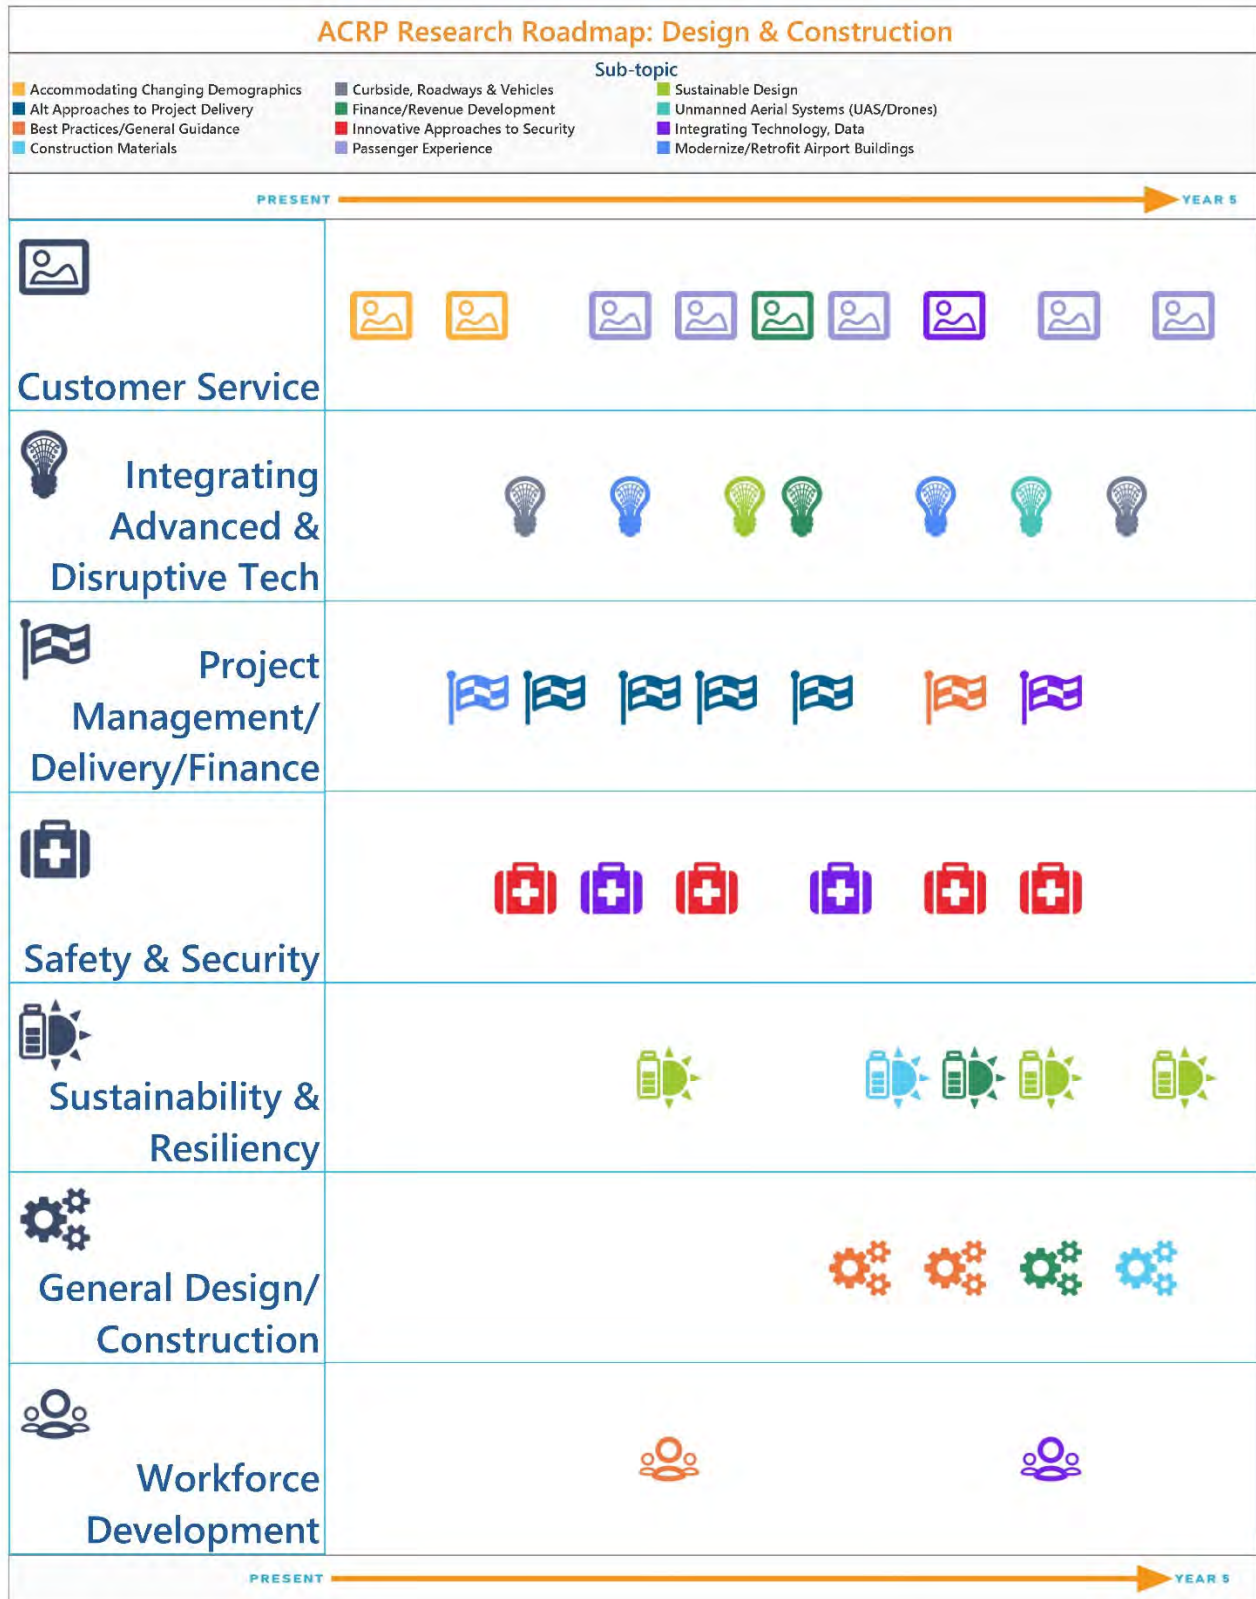 ACRP Research Roadmap: Design & Construction
Sub-topic
Accommodating Changing Demographics
Curbside, Roadways & Vehicles
Sustainable Design
Alt Approaches to Project Delivery
Finance/Revenue Development
Unmanned Aerial Systems (UAS/Drones)
Best Practices/General Guidance
Innovative Approaches to Security
Integrating Technology, Data
Construction Materials
Passenger Experience
Modernize/Retrofit Airport Buildings
PRESENT
YEAR 5
Customer Service
Integrating
Advanced &
Disruptive Tech
Project
Management/
Delivery/Finance
Safety & Security
Sustainability &
Resiliency
General Design/
Construction
Workforce
Development
PRESENT
YEAR 5